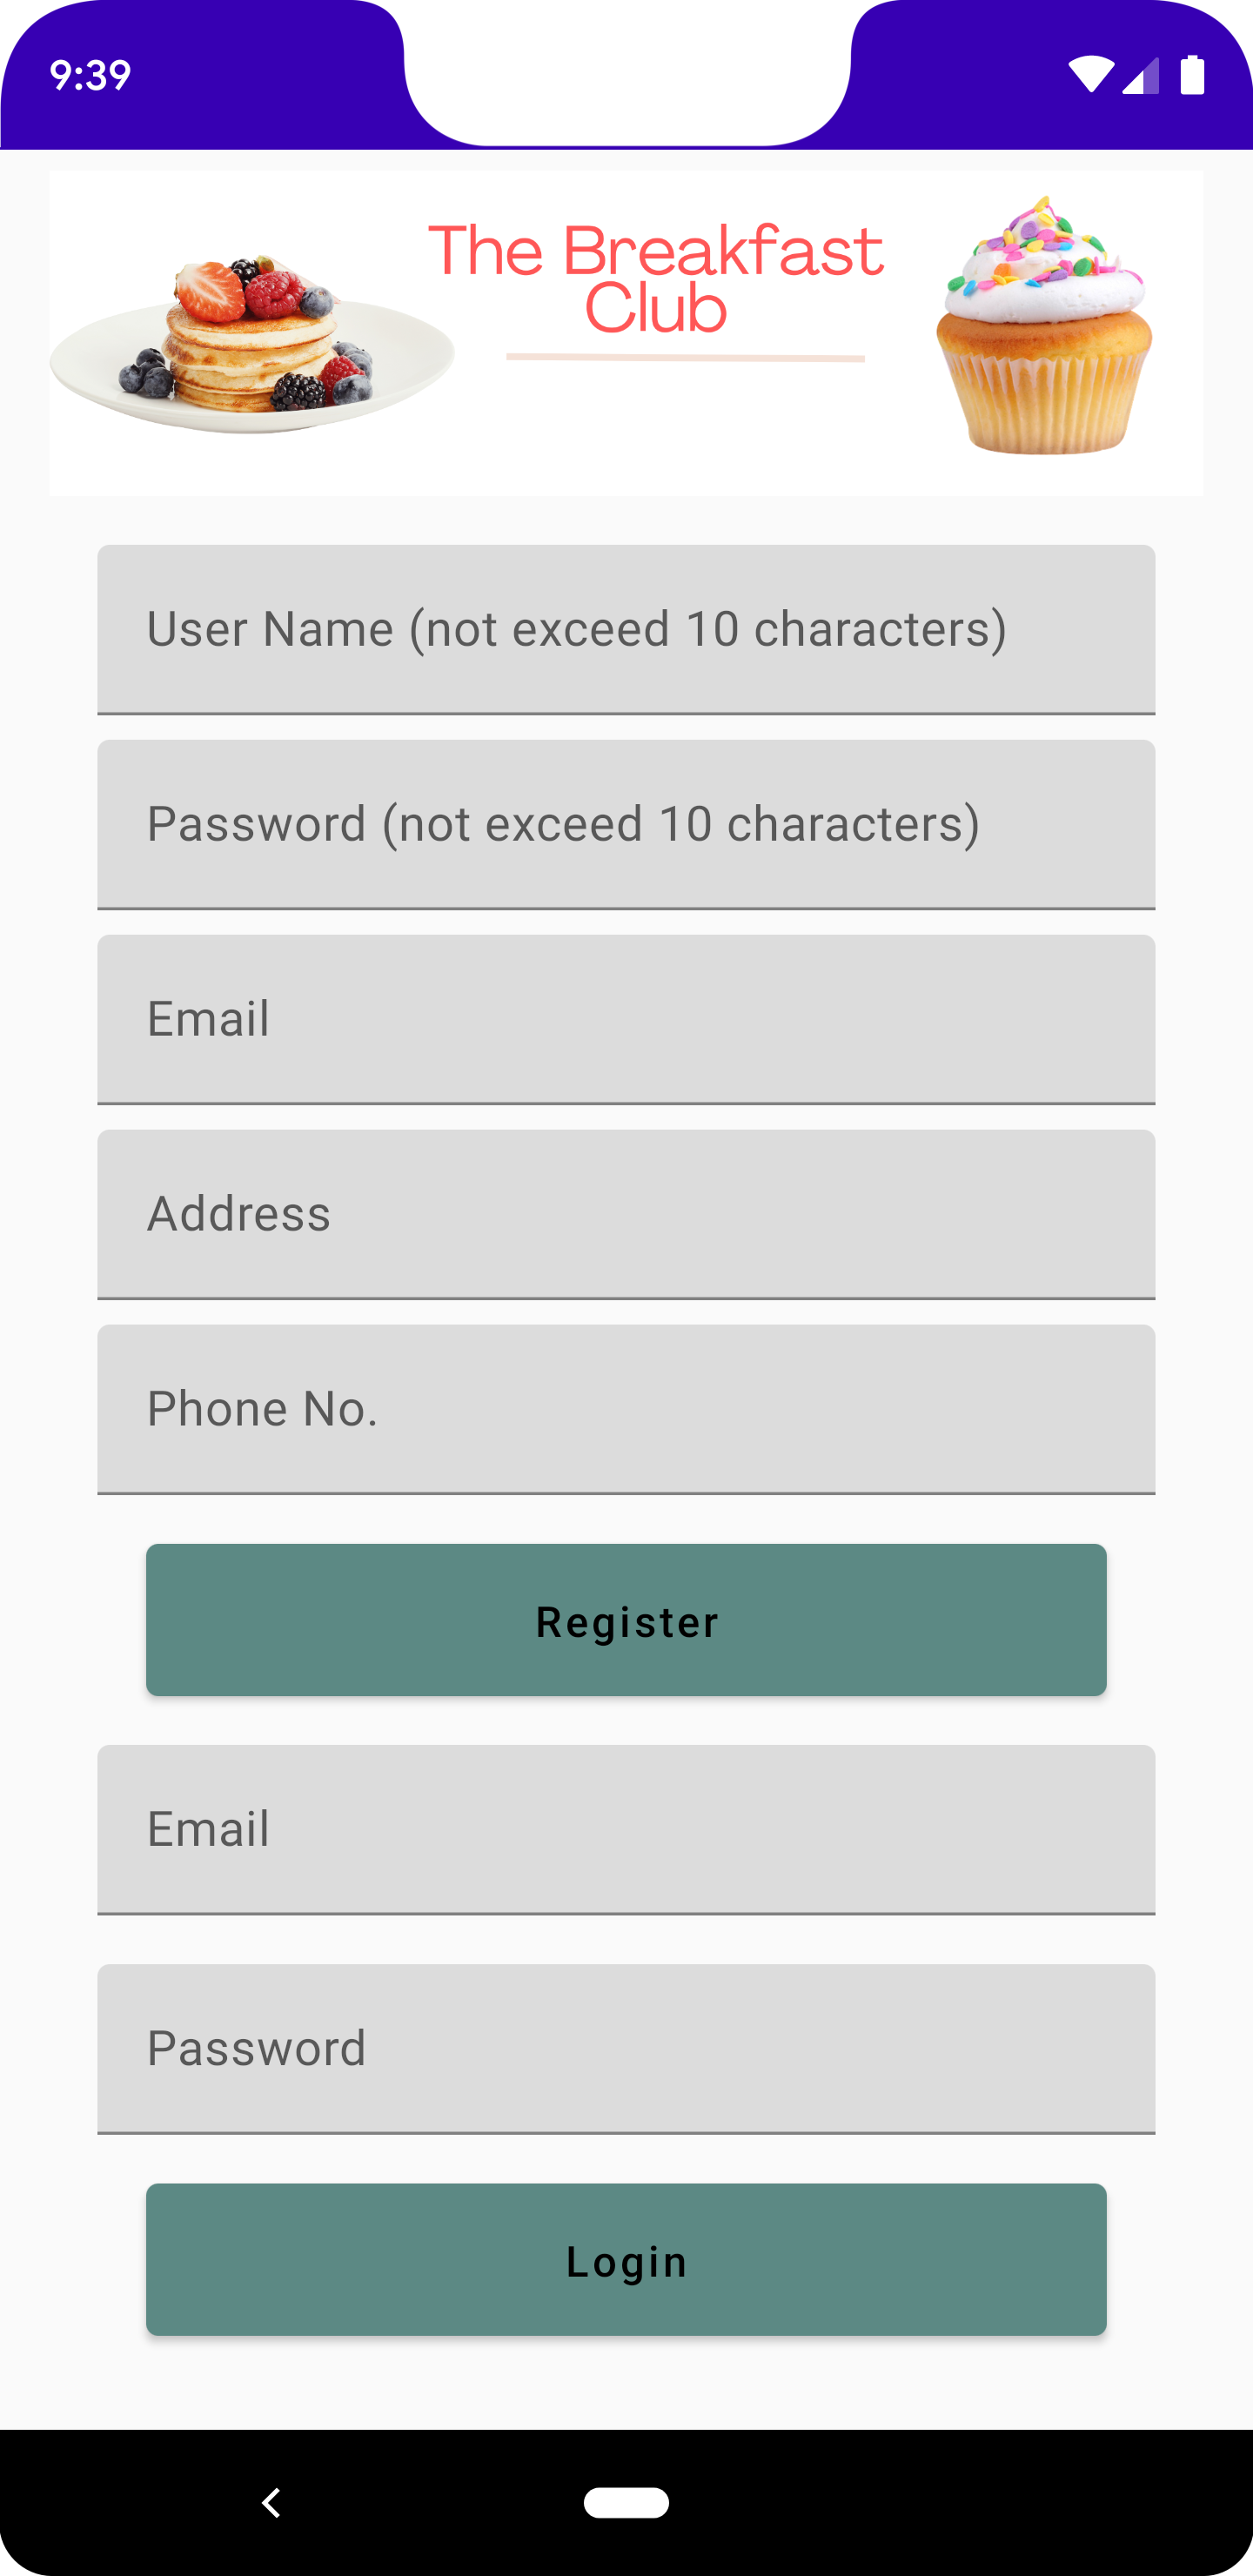 9:39
The Breakfast
Club
User Name (not exceed 10 characters)
Password (not exceed 10 characters)
Email
Address
Phone No.
Register
Email
Password
Login